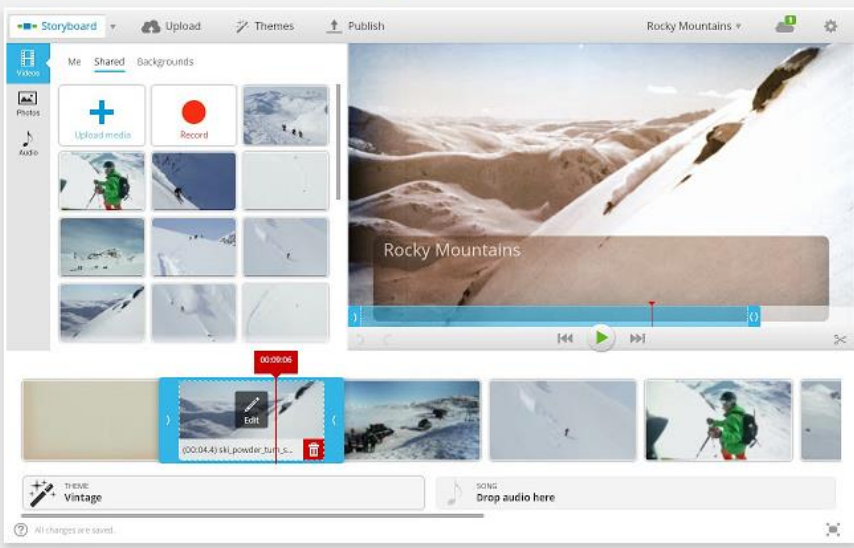 Storyboard
Upload
Themes
Publish
Rocky Mountains
1
Videos
Photos
Audio
Me
Shared
Backgrounds
Upload media
Record
Rocky Mountains
00:09:06
Edit
(00:04.4) ski_powder_turn_s...
THEME
Vintage
SONG
Drop audio here
All changes are saved.